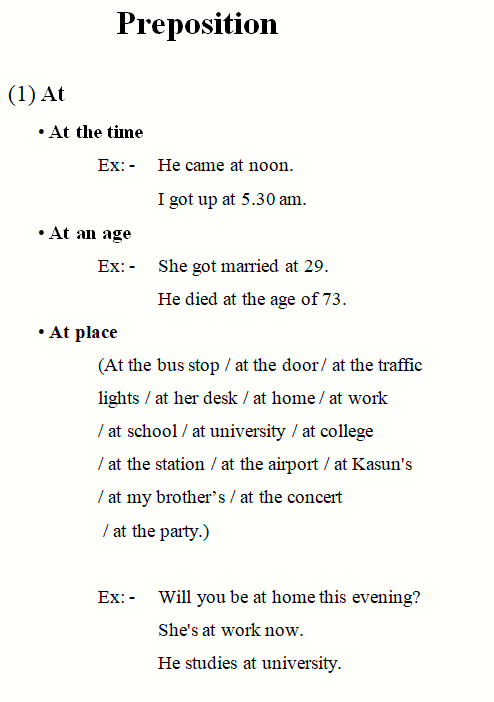 Preposition
(1) At
• At the time
Ex: - He came at noon.
I got up at 5.30 am.
• At an age
Ex: - She got married at 29.
He died at the age of 73.
• At place
(At the bus stop / at the door / at the traffic
lights / at her desk / at home / at work
/ at school / at university / at college
/ at the station / at the airport / at Kasun's
/ at my brother’s / at the concert
/ at the party.)
Ex: - Will you be at home this evening?
She's at work now.
He studies at university.